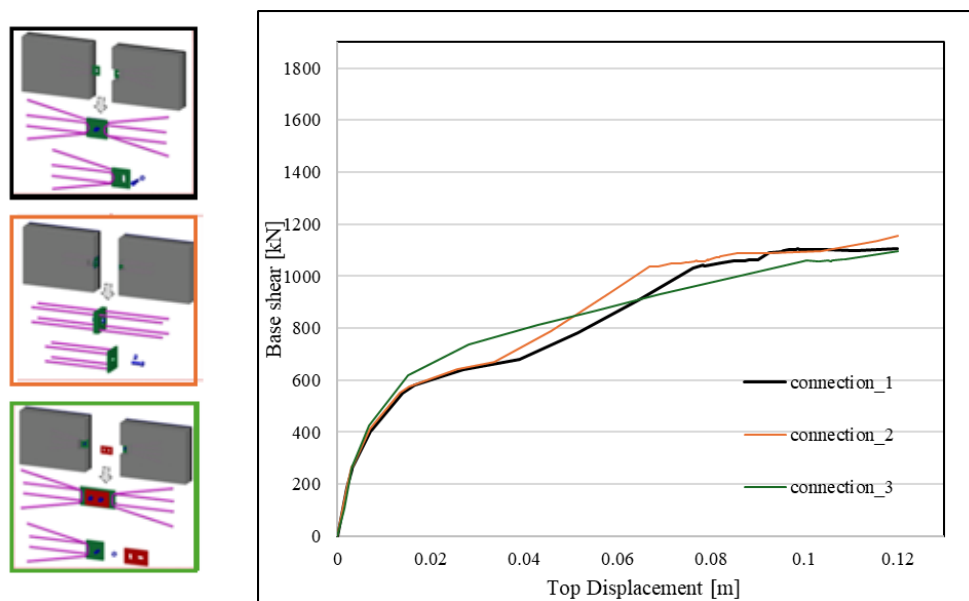 1800
1600
1400
1200
1000
800
600
400
200
0
Base shear [kN]
connection_1
connection_2
connection_3
0 0.02 0.04 0.06 0.08 0.1 0.12
Top Displacement [m]